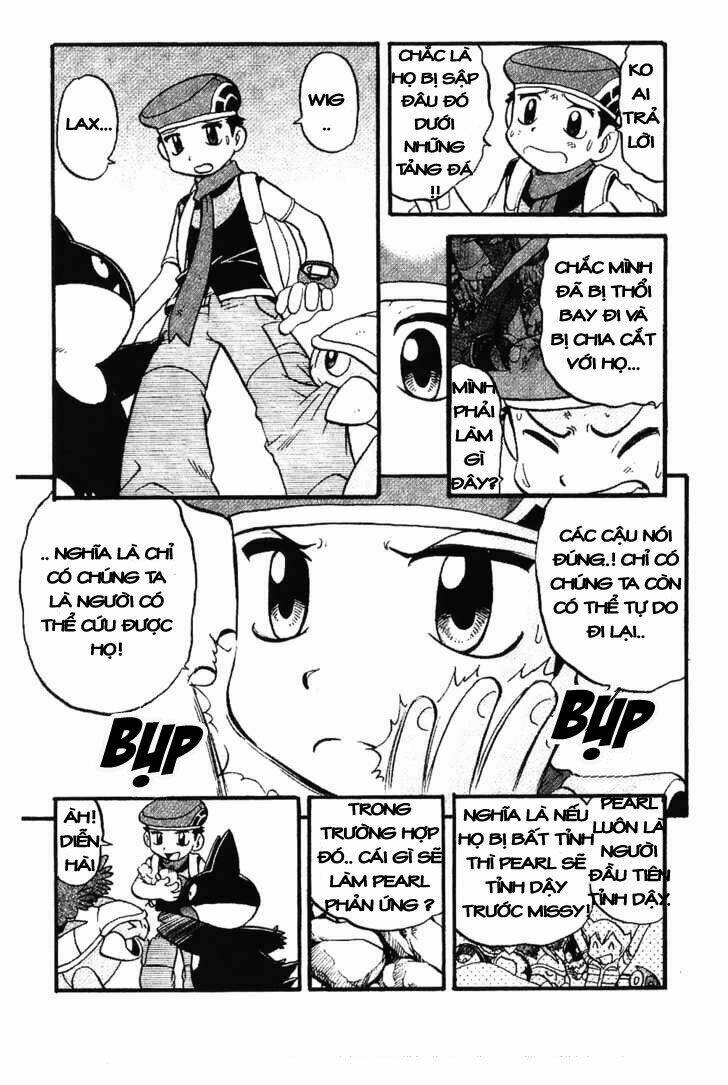 KO
AI
TRẢ
LỜI
CHẮC LÀ
HỌ BỊ SẬP
ĐÂU ĐÓ
DƯỚI
NHỮNG
TẢNG ĐÁ
!!
CHẮC MÌNH
ĐÃ BỊ THỔI
BAY ĐI VÀ
BỊ CHIA CẮT
VỚI HỌ...
MÌNH
PHẢI
LÀM
GÌ
ĐÂY?
WIG
..
LAX...
CÁC CẬU NÓI
ĐÚNG.! CHỈ CÓ
CHÚNG TA CÒN
CÓ THỂ TỰ DO
ĐI LẠI..
.. NGHĨA LÀ CHỈ
CÓ CHÚNG TA
LÀ NGƯỜI CÓ
THỂ CỨU ĐƯỢC
HỌ!
BỤP
BỤP
PEARL
LUÔN LÀ
NGƯỜI
ĐẦU TIÊN
TỈNH DẬY
NGHĨA LÀ NẾU
HỌ BỊ BẤT TỈNH
THÌ PEARL SẼ
TỈNH DẬY
TRƯỚC MISSY!
TRONG
TRƯỜNG HỢP
ĐÓ.. CÁI GÌ SẼ
LÀM PEARL
PHẢN ỨNG ?
ÀH!
DIỄN
HÀI